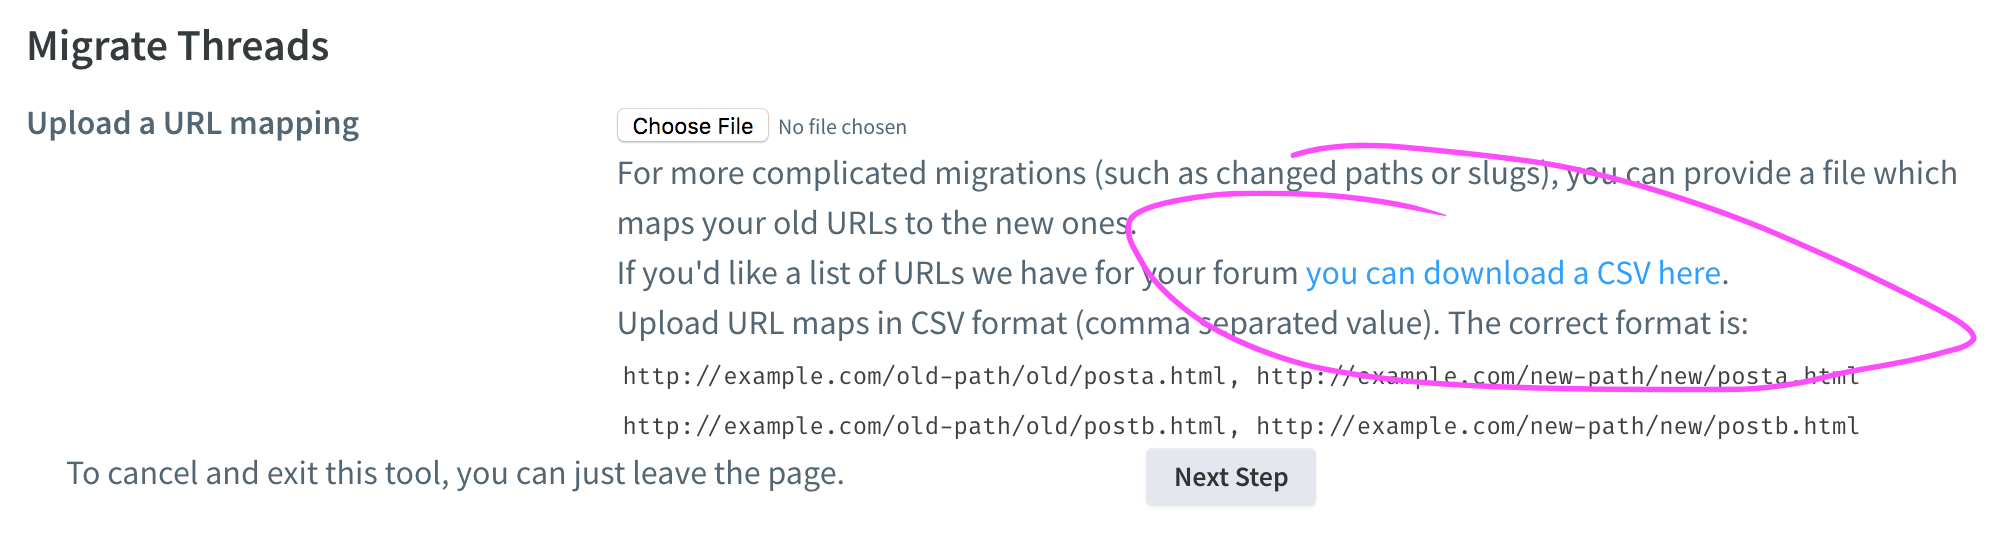 Migrate Threads
Upload a URL mapping
Choose File No file chosen
For more complicated migrations (such as changed paths or slugs), you can provide a file which
maps your old URLs to the new ones.
If you'd like a list of URLs we have for your forum you can download a CSV here.
Upload URL maps in CSV format (comma separated value). The correct format is:
http://example.com/old-path/old/posta.html, http://example.com/new-path/new/posta.html
http://example.com/old-path/old/postb.html, http://example.com/new-path/new/postb.html
To cancel and exit this tool, you can just leave the page.
Next Step